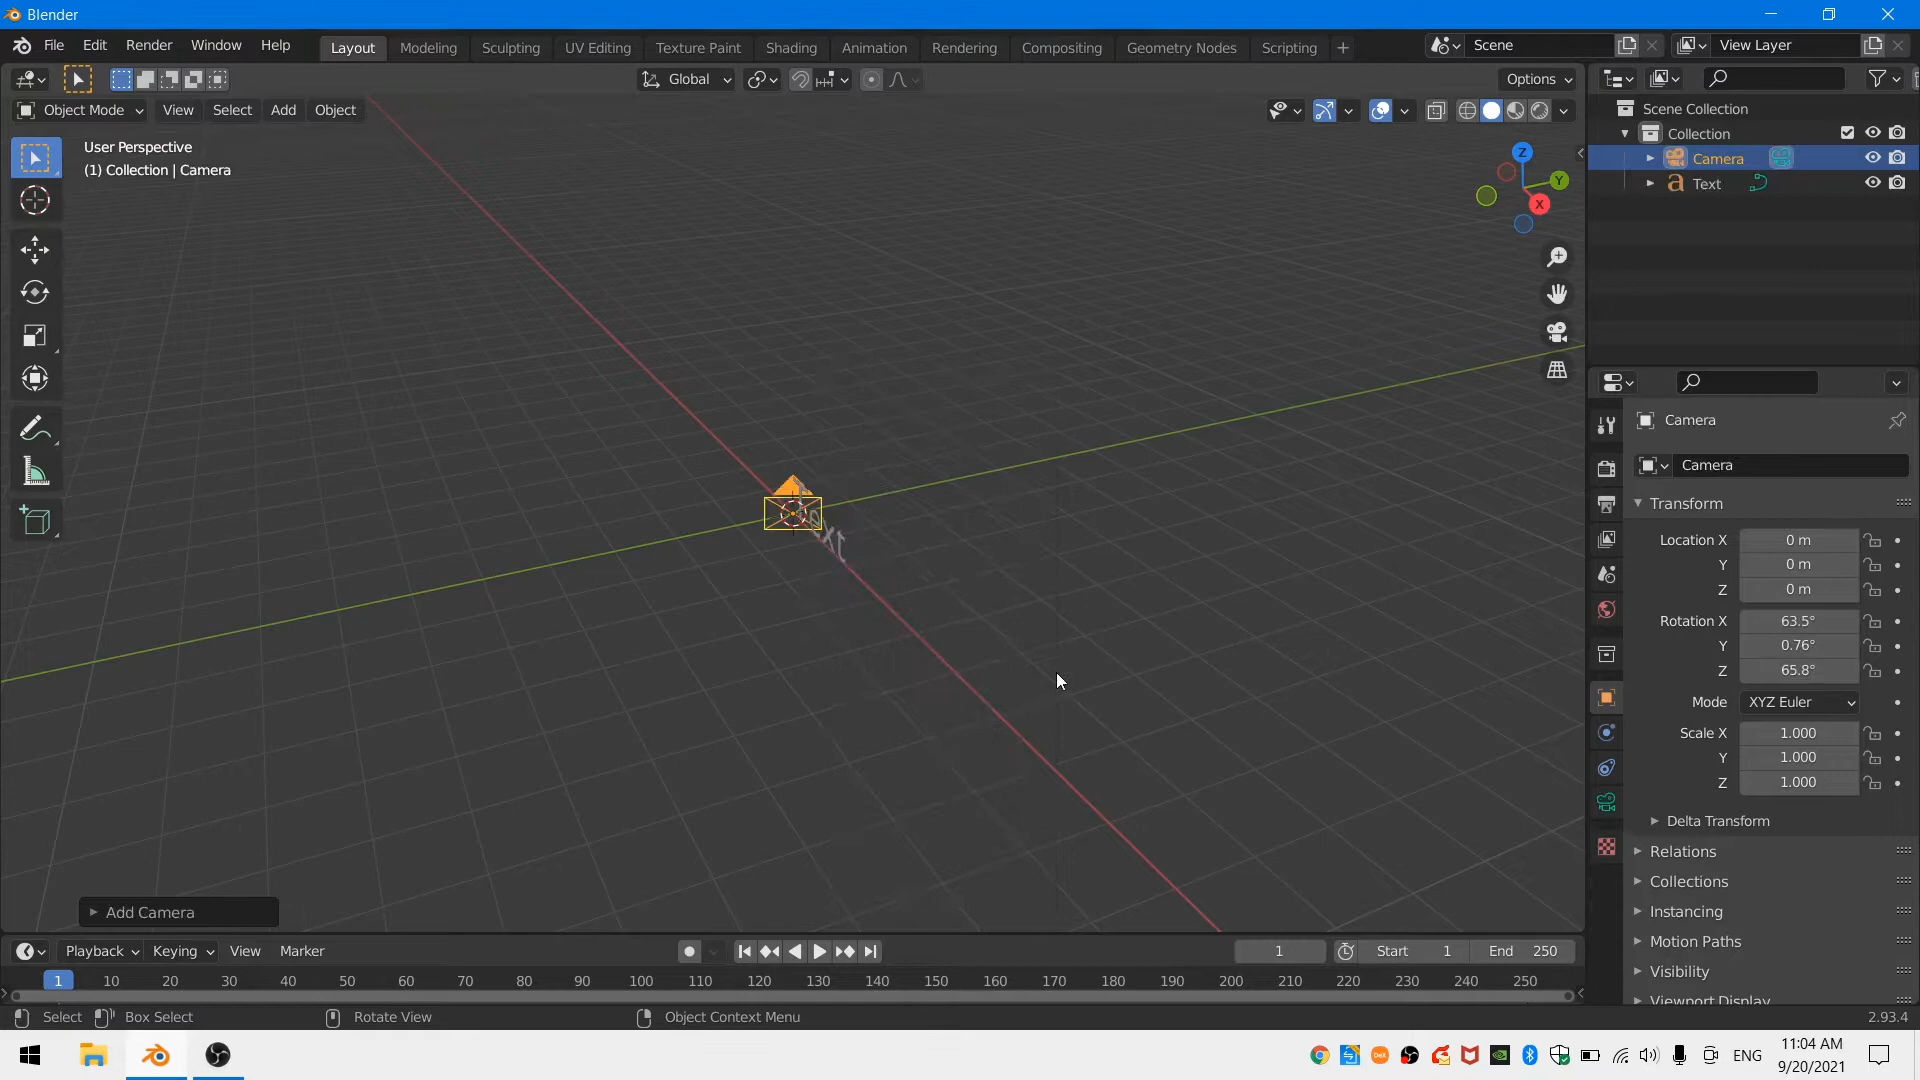 Blender
File Edit Render Window Help Layout Modeling Sculpting UV Editing Texture Paint Shading Animation Rendering Compositing Geometry Nodes Scripting + Scene View Layer
Global Options
Object Mode View Select Add Object
User Perspective
(1) Collection | Camera
Z
Y
X
Text
Scene Collection
Collection
Camera
Text
Camera
Camera
Transform
Location X 0 m
Y 0 m
Z 0 m
Rotation X 63.5°
Y 0.76°
Z 65.8°
Mode XYZ Euler
Scale X 1.000
Y 1.000
Z 1.000
Delta Transform
Relations
Collections
Instancing
Motion Paths
Visibility
Viewport Display
Add Camera
Playback Keying View Marker 1 Start 1 End 250
1 10 20 30 40 50 60 70 80 90 100 110 120 130 140 150 160 170 180 190 200 210 220 230 240 250
Select Box Select Rotate View Object Context Menu 2.93.4
ENG 11:04 AM
9/20/2021